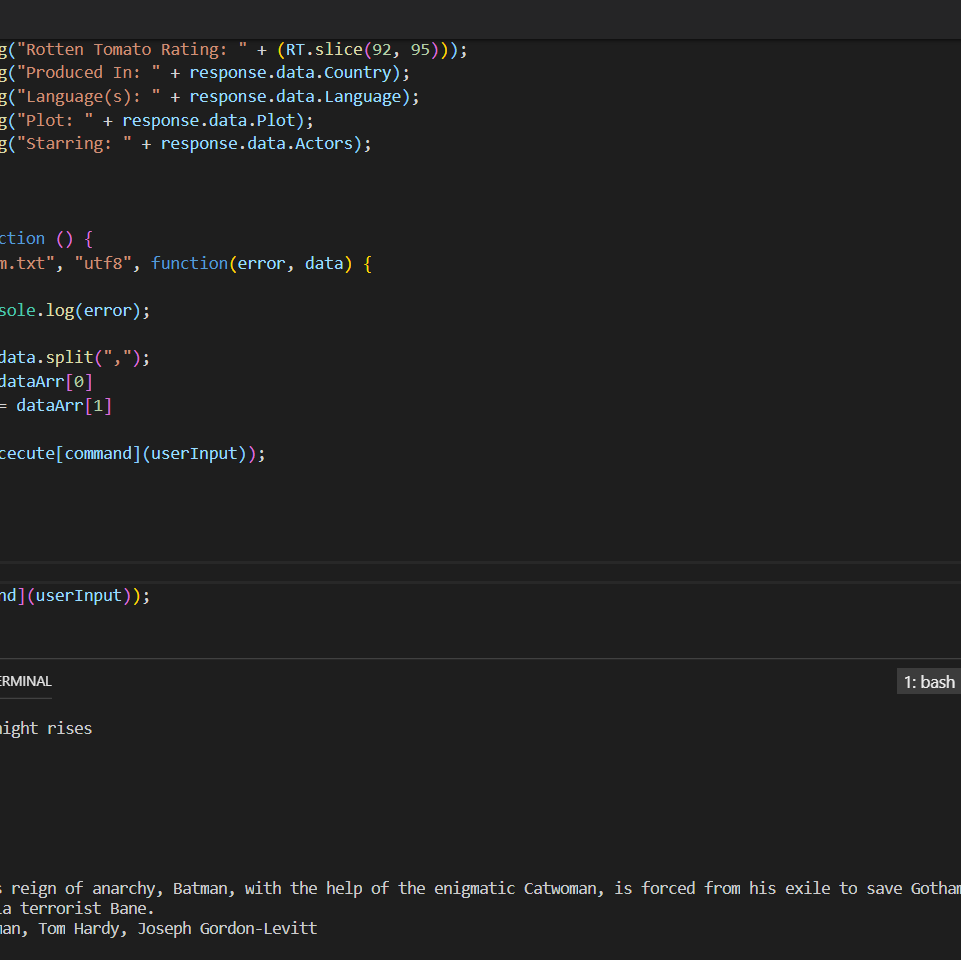 g("Rotten Tomato Rating: " + (RT.slice(92, 95)));
g("Produced In: " + response.data.Country);
g("Language(s): " + response.data.Language);
g("Plot: " + response.data.Plot);
g("Starring: " + response.data.Actors);
ction () {
m.txt", "utf8", function(error, data) {
sole.log(error);
data.split(",");
dataArr[0]
= dataArr[1]
cecute[command](userInput));
nd](userInput));
ERMINAL
1: bash
night rises
s reign of anarchy, Batman, with the help of the enigmatic Catwoman, is forced from his exile to save Gotham
la terrorist Bane.
man, Tom Hardy, Joseph Gordon-Levitt